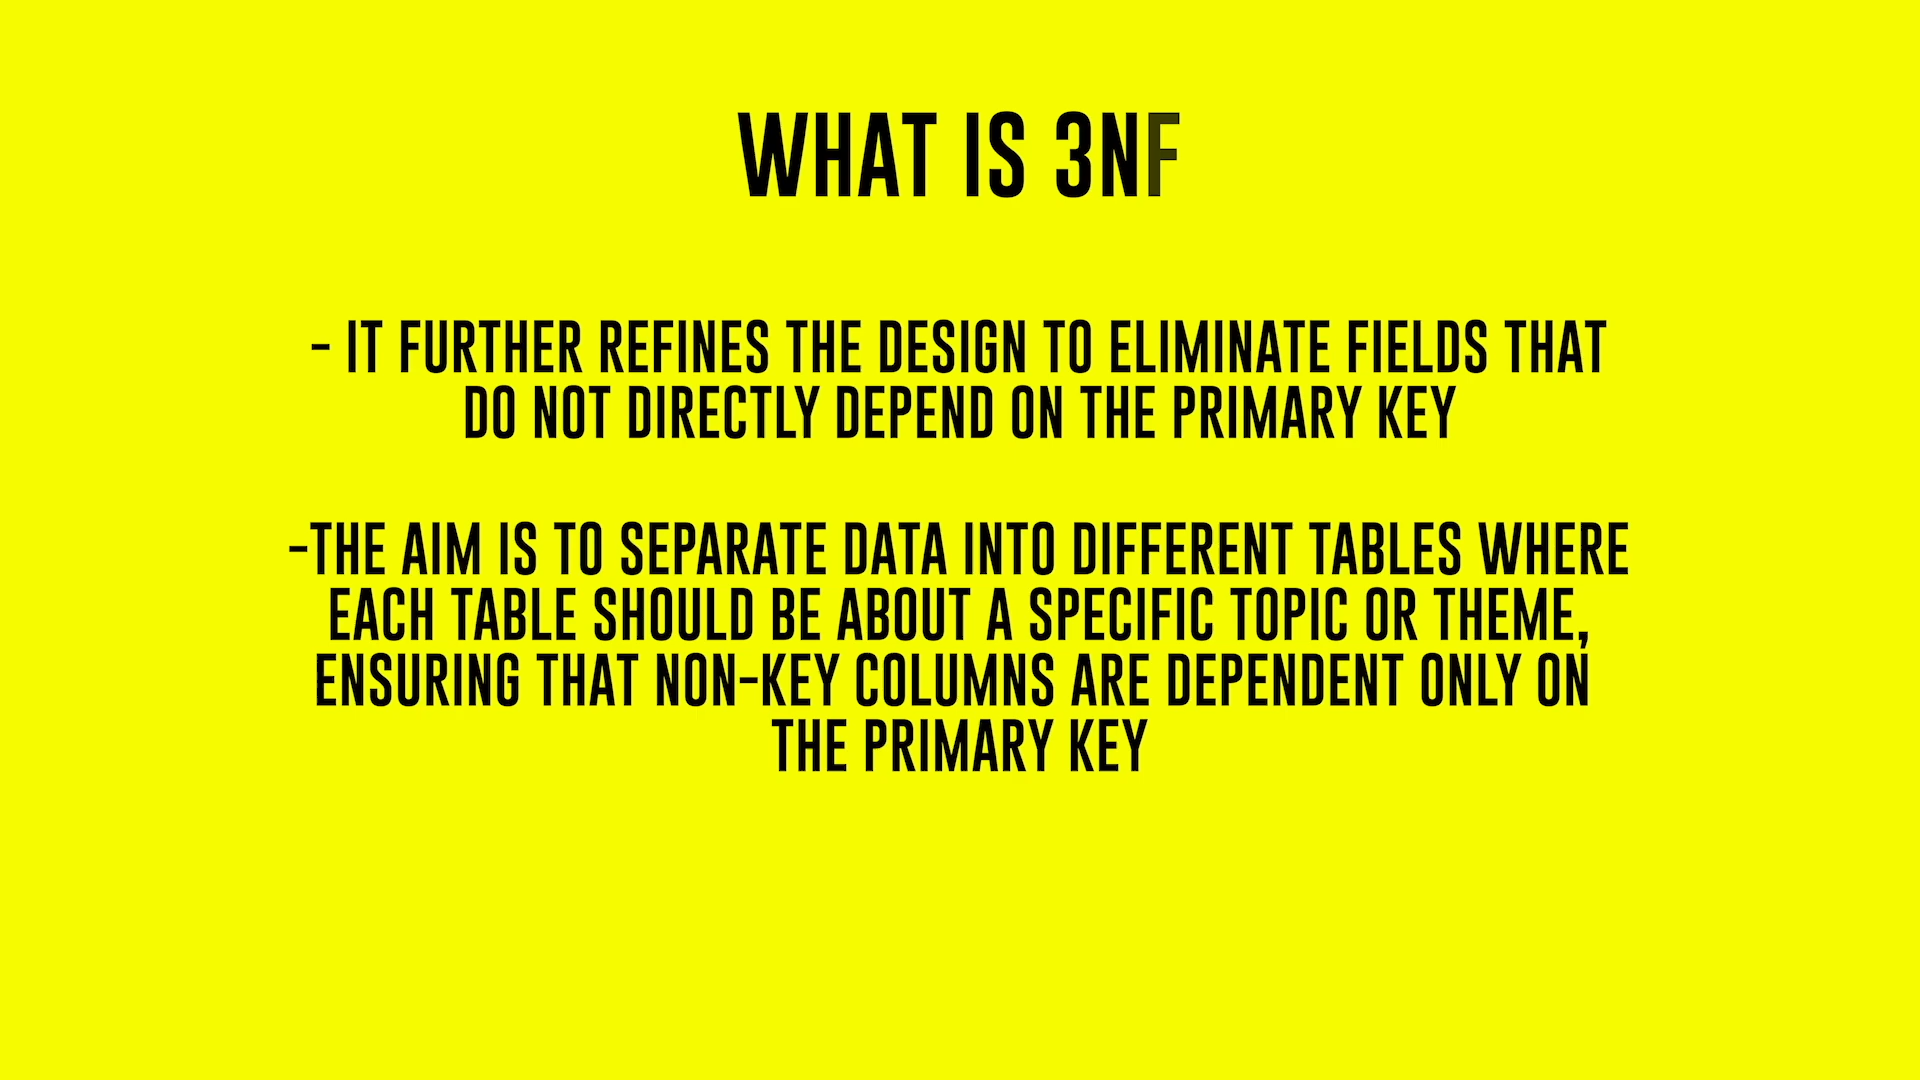 WHAT IS 3NF
- IT FURTHER REFINES THE DESIGN TO ELIMINATE FIELDS THAT
DO NOT DIRECTLY DEPEND ON THE PRIMARY KEY
-THE AIM IS TO SEPARATE DATA INTO DIFFERENT TABLES WHERE
EACH TABLE SHOULD BE ABOUT A SPECIFIC TOPIC OR THEME,
ENSURING THAT NON-KEY COLUMNS ARE DEPENDENT ONLY ON
THE PRIMARY KEY